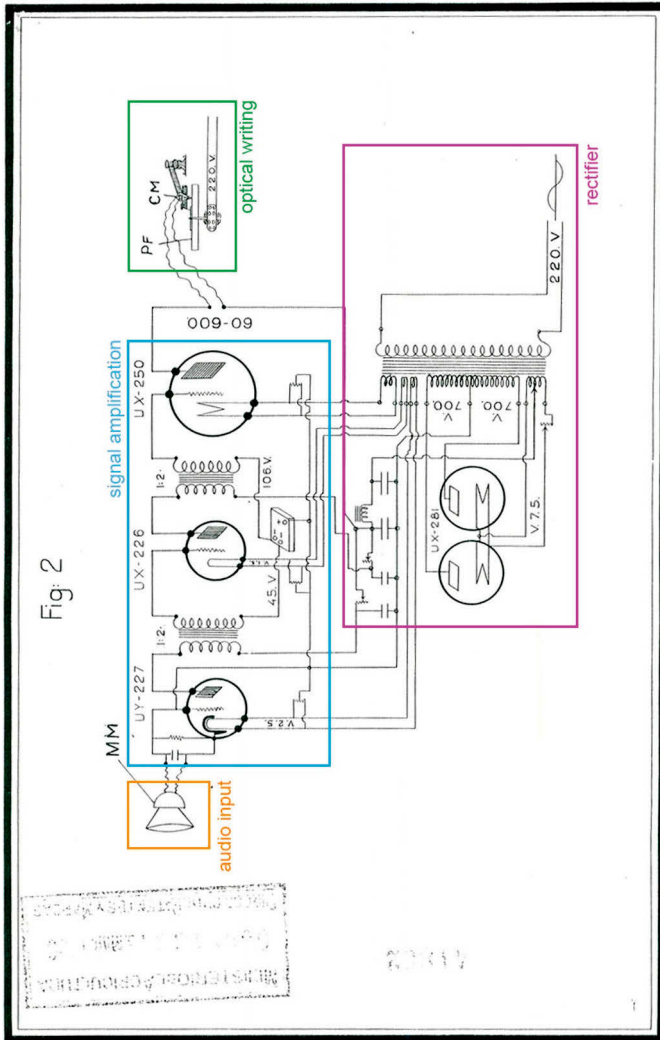 Fig: 2
MM
UY-227
1:2.
UX-226
1:2.
UX-250
60-600
PF
CM
220. V.
V. 2.5.
45. V
106. V.
UX-281
V. 7.5.
700. V.
700. V.
220. V
audio input
signal amplification
optical writing
rectifier